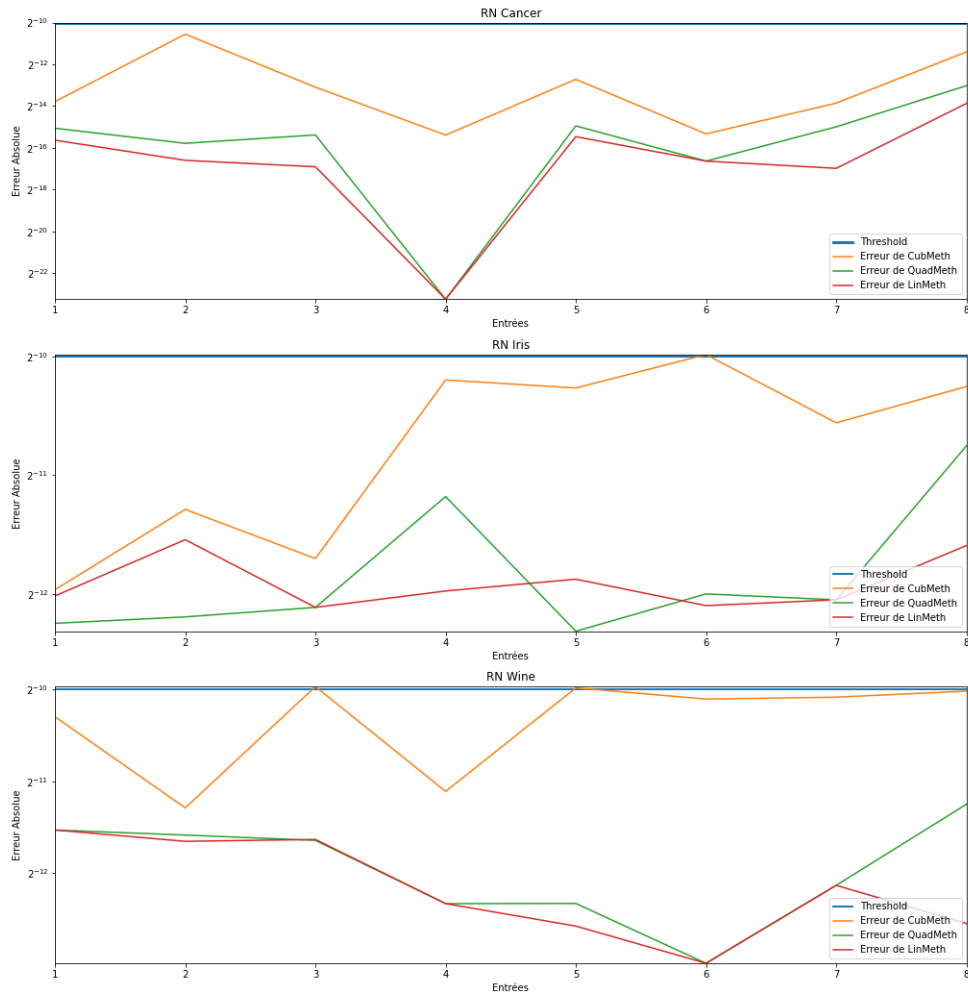 RN Cancer
2^-10
2^-12
2^-14
2^-16
2^-18
2^-20
2^-22
Erreur Absolue
1 2 3 4 5 6 7 8
Entrées
Threshold
Erreur de CubMeth
Erreur de QuadMeth
Erreur de LinMeth
RN Iris
2^-10
2^-11
2^-12
Erreur Absolue
1 2 3 4 5 6 7 8
Entrées
Threshold
Erreur de CubMeth
Erreur de QuadMeth
Erreur de LinMeth
RN Wine
2^-10
2^-11
2^-12
Erreur Absolue
1 2 3 4 5 6 7 8
Entrées
Threshold
Erreur de CubMeth
Erreur de QuadMeth
Erreur de LinMeth